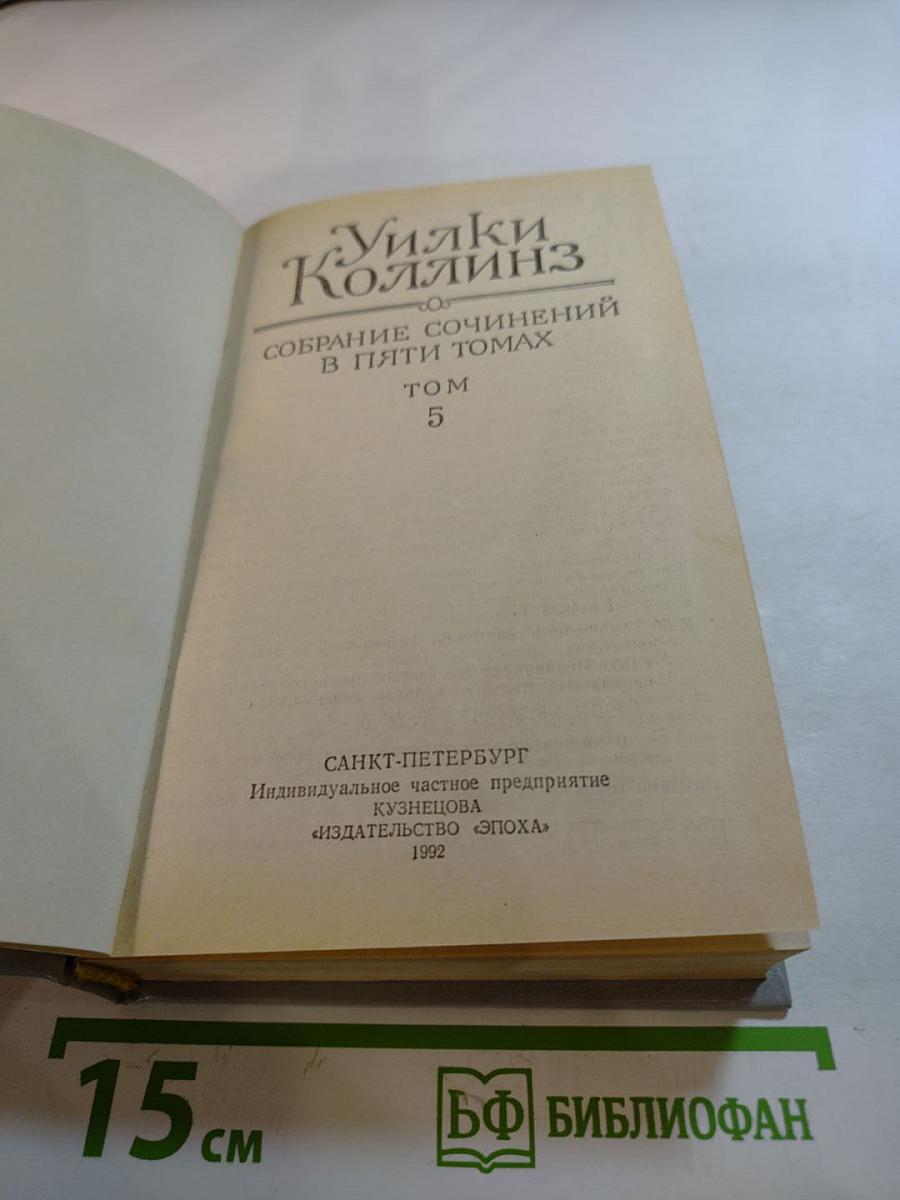 Уилки
Коллинз
СОБРАНИЕ СОЧИНЕНИЙ
В ПЯТИ ТОМАХ
ТОМ
5
САНКТ-ПЕТЕРБУРГ
Индивидуальное частное предприятие
КУЗНЕЦОВА
«ИЗДАТЕЛЬСТВО «ЭПОХА»
1992
15 см
БФ БИБЛИОФАН